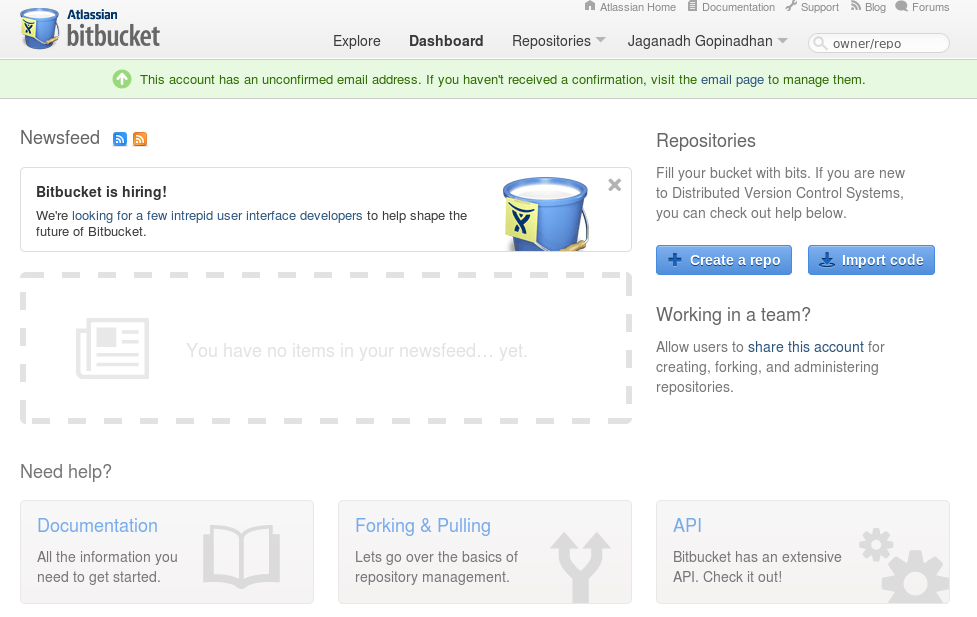 Atlassian Home Documentation Support Blog Forums
Atlassian
bitbucket
Explore Dashboard Repositories Jaganadh Gopinadhan owner/repo
This account has an unconfirmed email address. If you haven't received a confirmation, visit the email page to manage them.
Newsfeed
Bitbucket is hiring!
We're looking for a few intrepid user interface developers to help shape the
future of Bitbucket.
You have no items in your newsfeed... yet.
Repositories
Fill your bucket with bits. If you are new
to Distributed Version Control Systems,
you can check out help below.
Create a repo Import code
Working in a team?
Allow users to share this account for
creating, forking, and administering
repositories.
Need help?
Documentation
All the information you
need to get started.
Forking & Pulling
Lets go over the basics of
repository management.
API
Bitbucket has an extensive
API. Check it out!